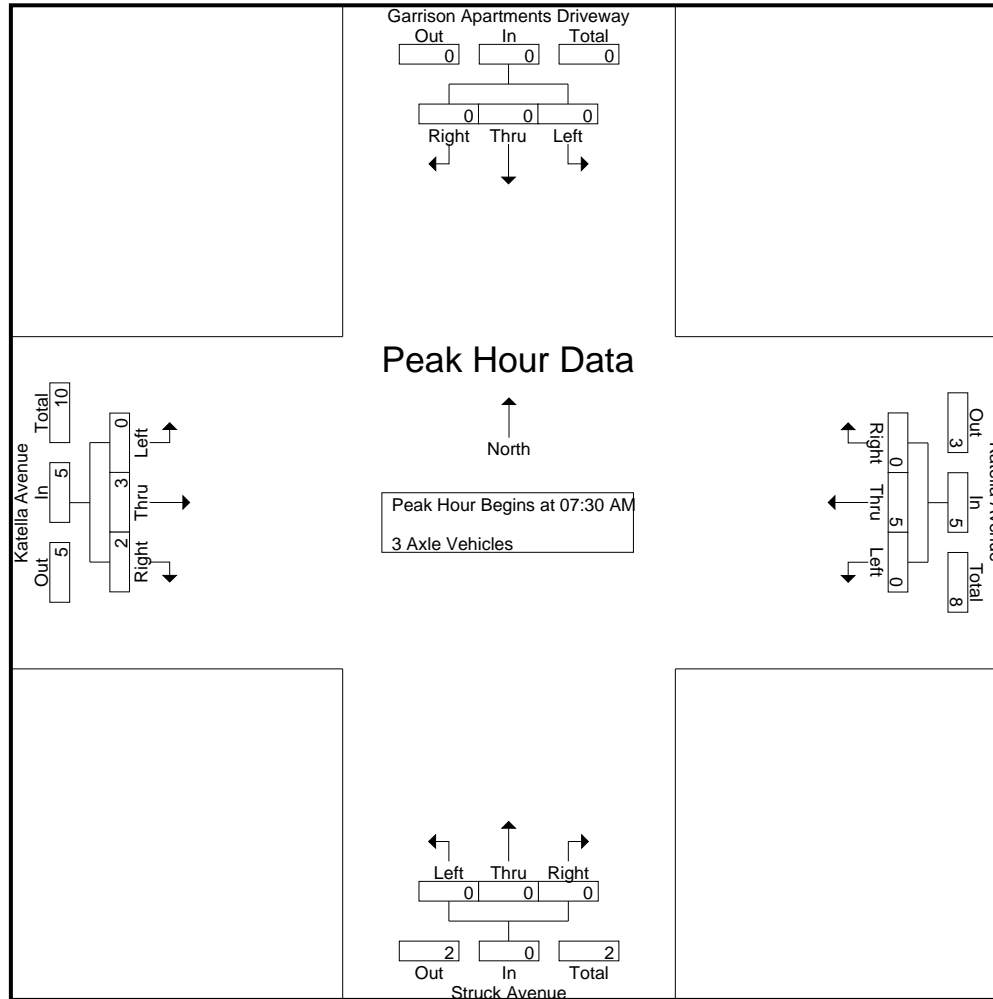 Garrison Apartments Driveway
Out In Total
0 0 0
0 0 0
Right Thru Left
Peak Hour Data
North
Peak Hour Begins at 07:30 AM
3 Axle Vehicles
Katella Avenue
Total In Out
10 5 5
0 3 2
Left Thru Right
Out In Total
3 5 8
0 5 0
Right Thru Left
Left Thru Right
0 0 0
2 0 2
Out In Total
Struck Avenue